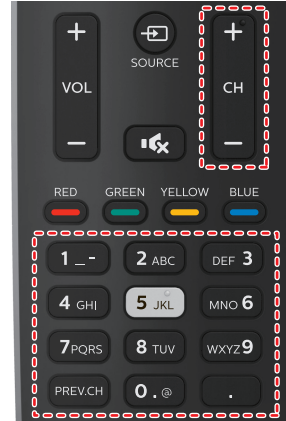 + +
SOURCE
VOL CH
− −
RED GREEN YELLOW BLUE
1 _ - 2 ABC DEF 3
4 GHI 5 JKL MNO 6
7PQRS 8 TUV WXYZ9
PREV.CH 0 . @ .